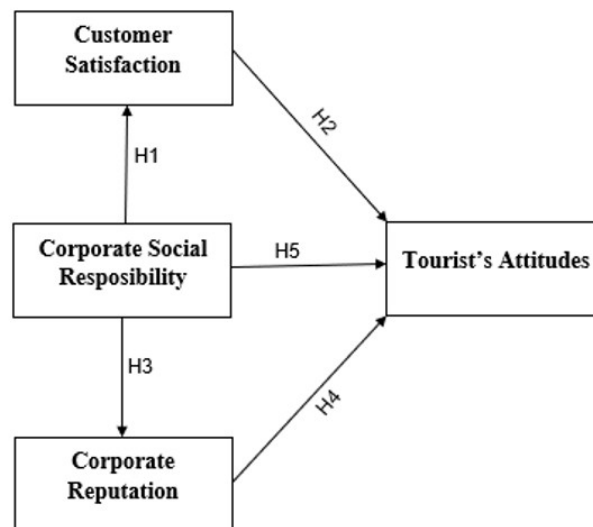 Customer
Satisfaction
H2
H1
Corporate Social
Resposibility
H5
Tourist's Attitudes
H3
H4
Corporate
Reputation